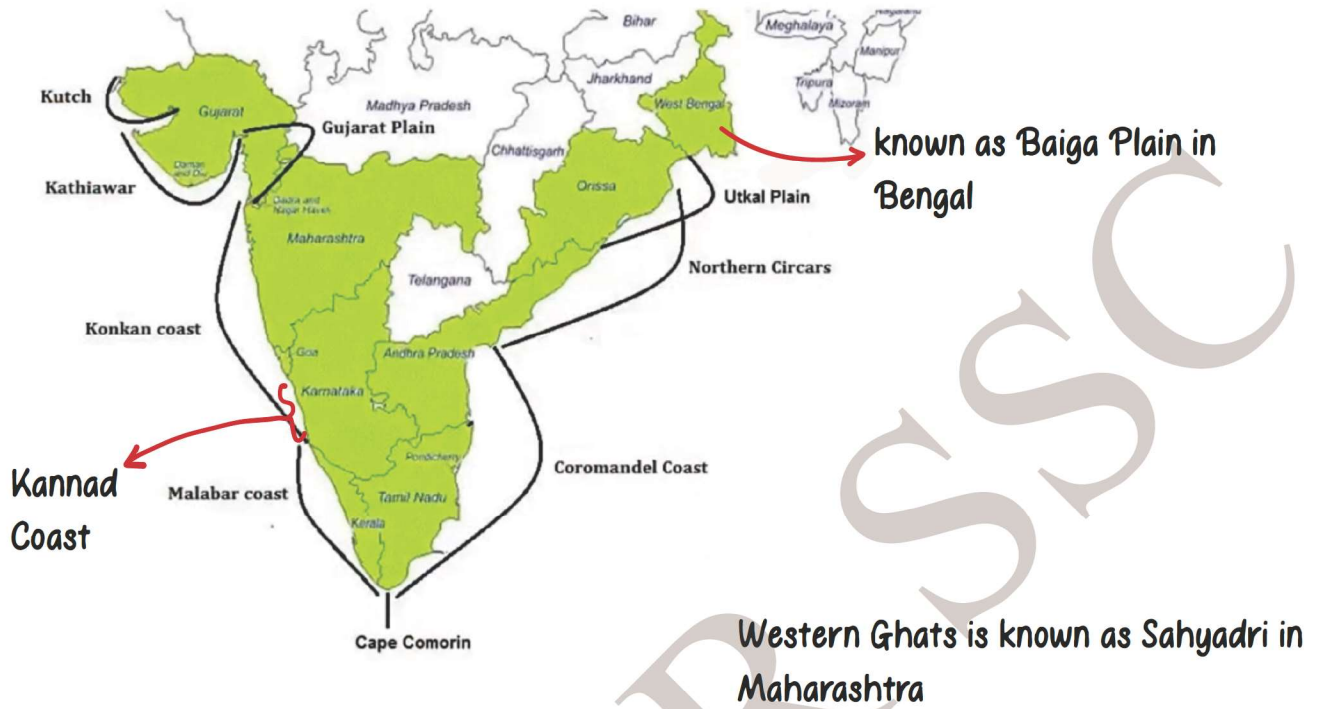 Bihar
Meghalaya
Manipur
Jharkhand
Tripura
Mizoram
Kutch
Gujarat
Madhya Pradesh
West Bengal
Gujarat Plain
Chhattisgarh
known as Baiga Plain in
Bengal
Kathiawar
Daman
and Diu
Orissa
Utkal Plain
Dadra and
Nagar Haveli
Maharashtra
Telangana
Northern Circars
Konkan coast
Goa
Andhra Pradesh
Karnataka
Kannad
Coast
Malabar coast
Pondicherry
Coromandel Coast
Tamil Nadu
Kerala
Cape Comorin
Western Ghats is known as Sahyadri in
Maharashtra
R SSC